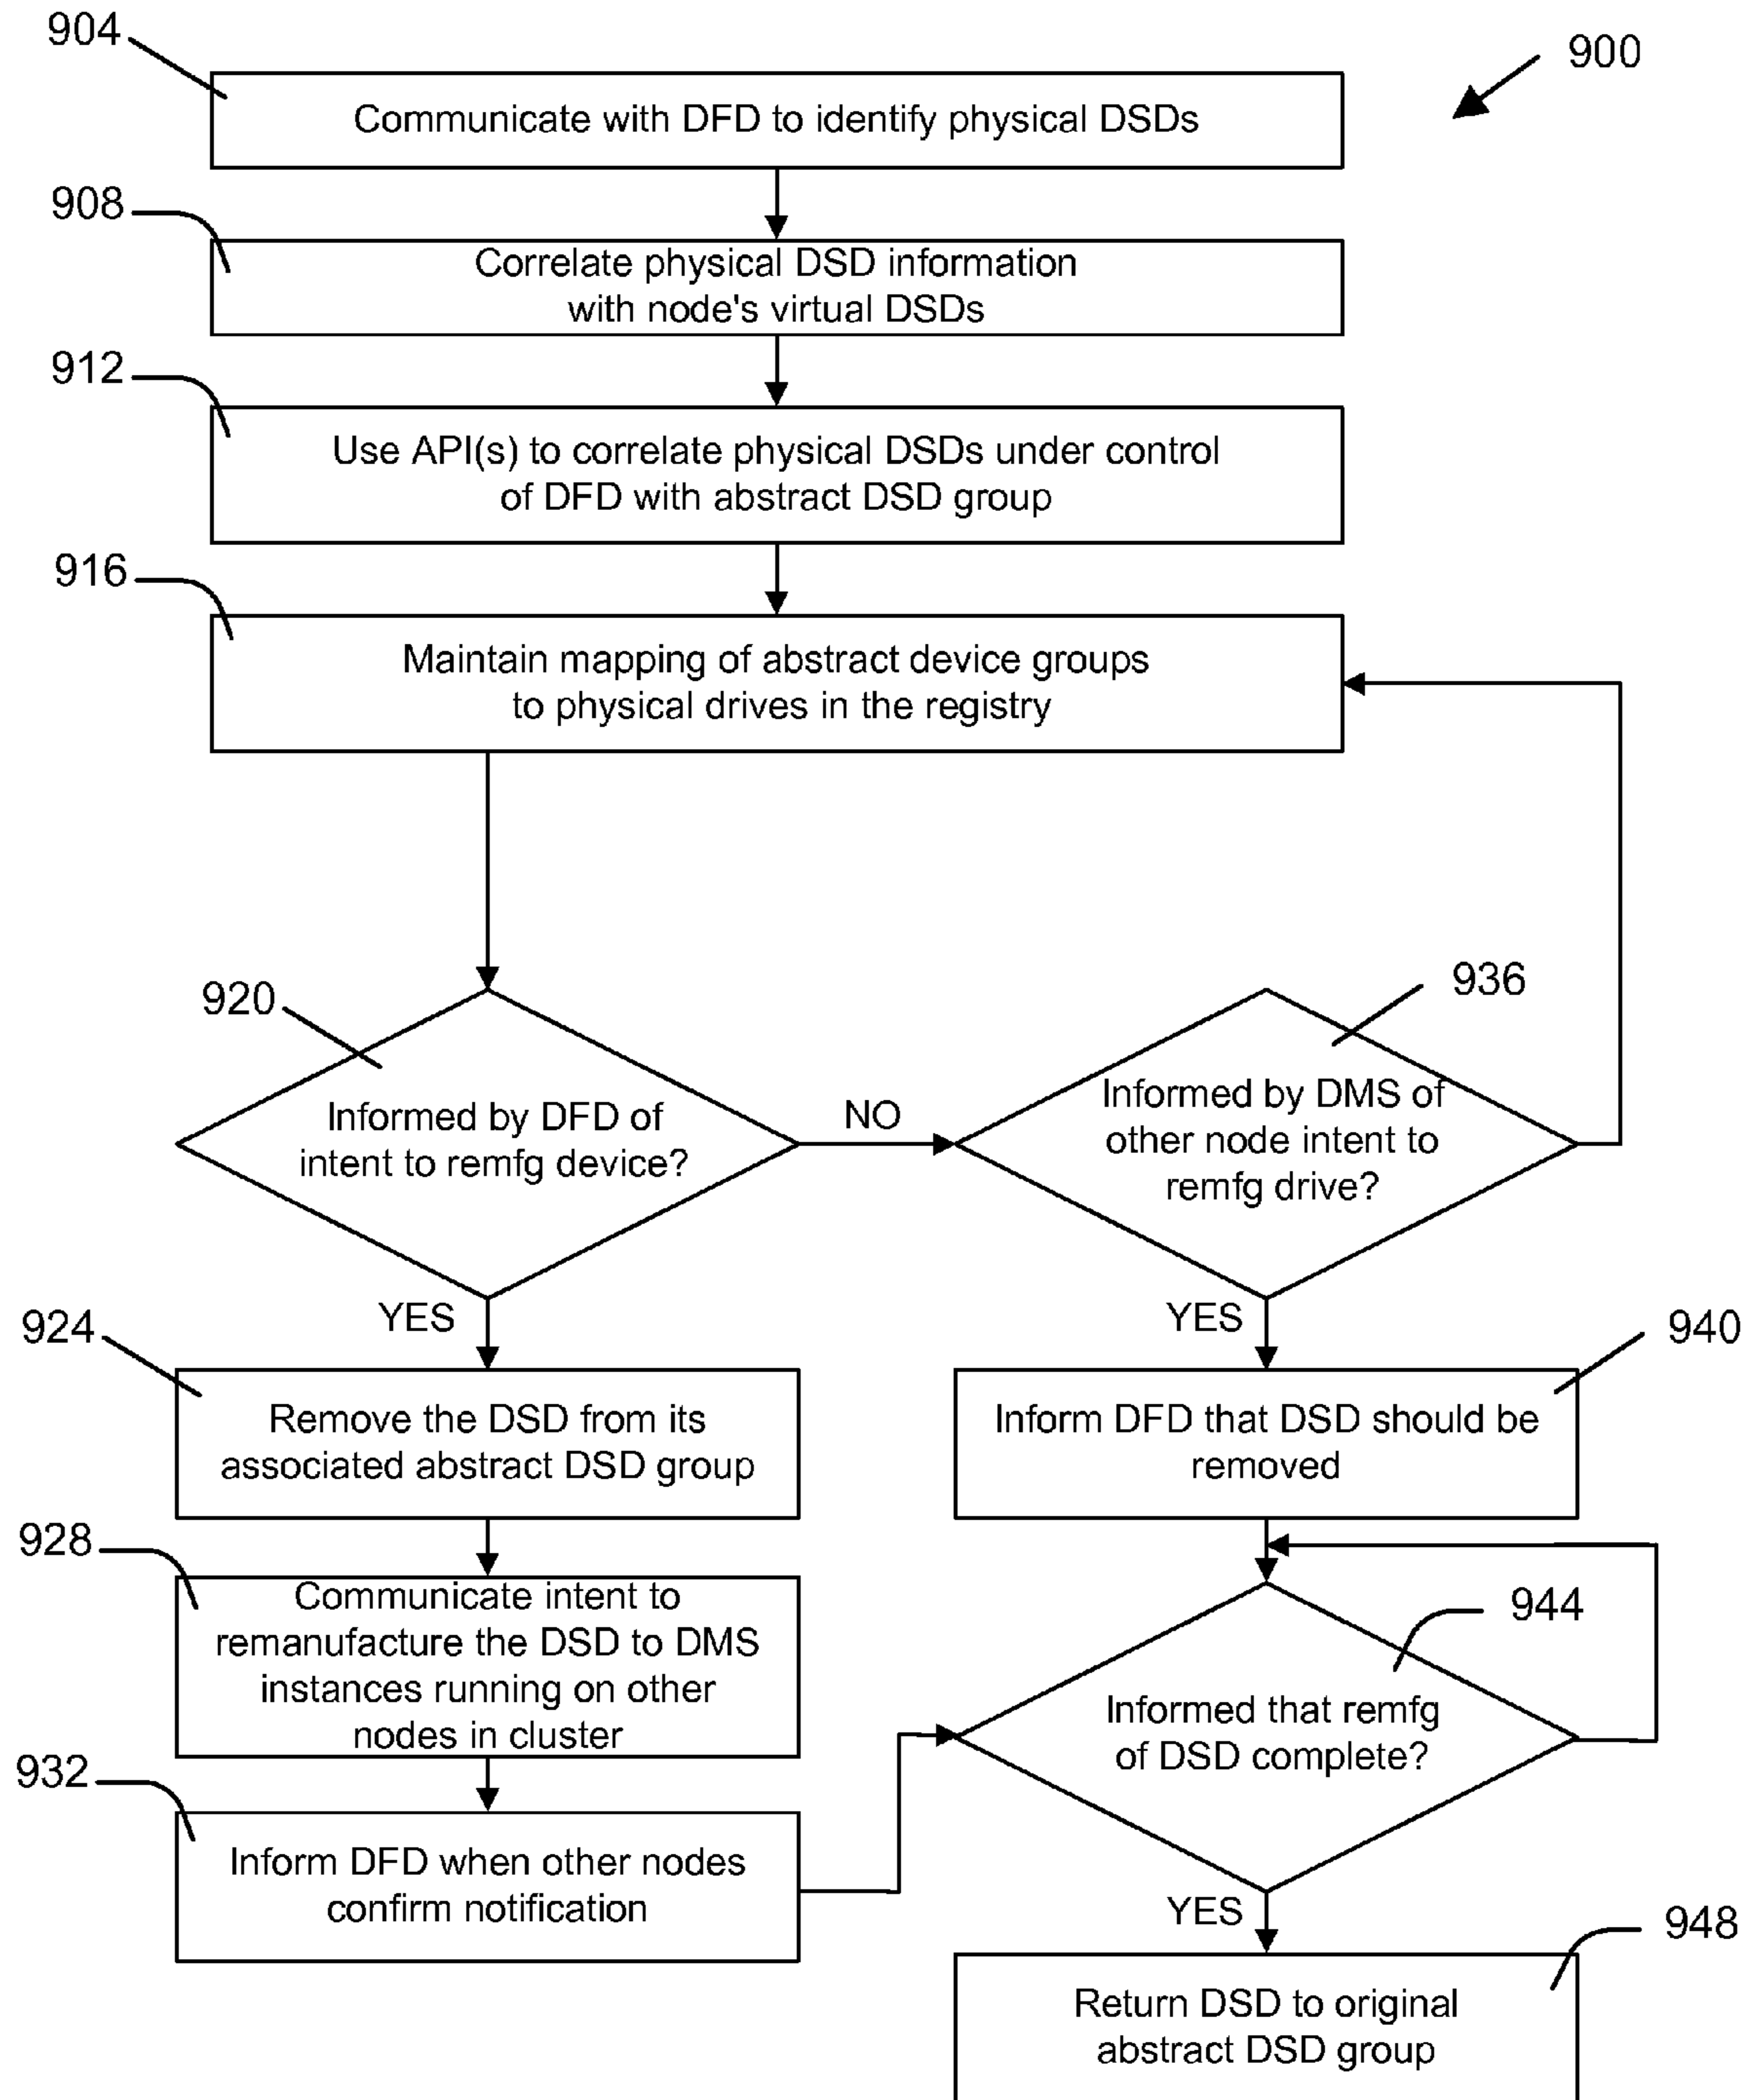 904
900
Communicate with DFD to identify physical DSDs
908
Correlate physical DSD information
with node's virtual DSDs
912
Use API(s) to correlate physical DSDs under control
of DFD with abstract DSD group
916
Maintain mapping of abstract device groups
to physical drives in the registry
920
936
Informed by DFD of
intent to remfg device?
NO
Informed by DMS of
other node intent to
remfg drive?
YES
YES
924
940
Remove the DSD from its
associated abstract DSD group
Inform DFD that DSD should be
removed
928
Communicate intent to
remanufacture the DSD to DMS
instances running on other
nodes in cluster
944
Informed that remfg
of DSD complete?
932
Inform DFD when other nodes
confirm notification
YES
948
Return DSD to original
abstract DSD group